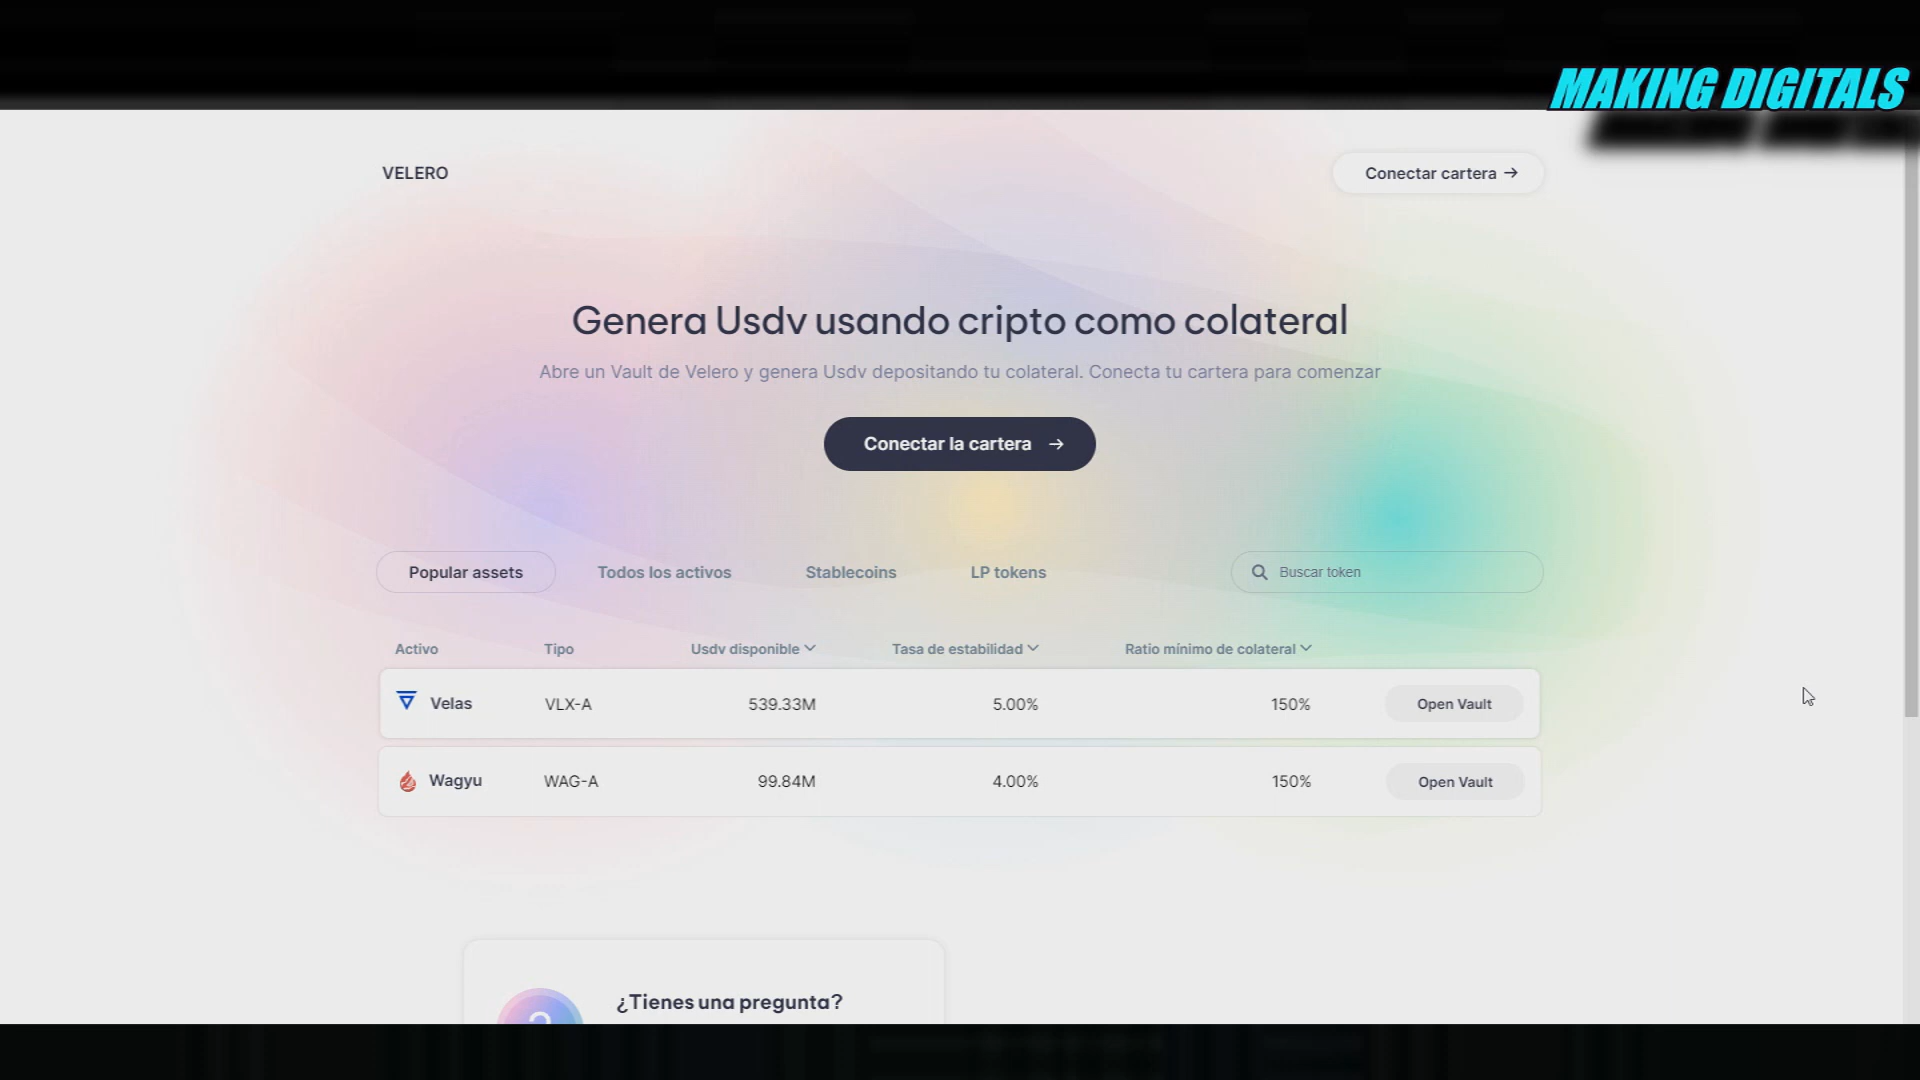 MAKING DIGITALS
VELERO
Conectar cartera →
Genera Usdv usando cripto como colateral
Abre un Vault de Velero y genera Usdv depositando tu colateral. Conecta tu cartera para comenzar
Conectar la cartera →
Popular assets Todos los activos Stablecoins LP tokens Buscar token
Activo Tipo Usdv disponible Tasa de estabilidad Ratio mínimo de colateral
Velas VLX-A 539.33M 5.00% 150% Open Vault
Wagyu WAG-A 99.84M 4.00% 150% Open Vault
¿Tienes una pregunta?